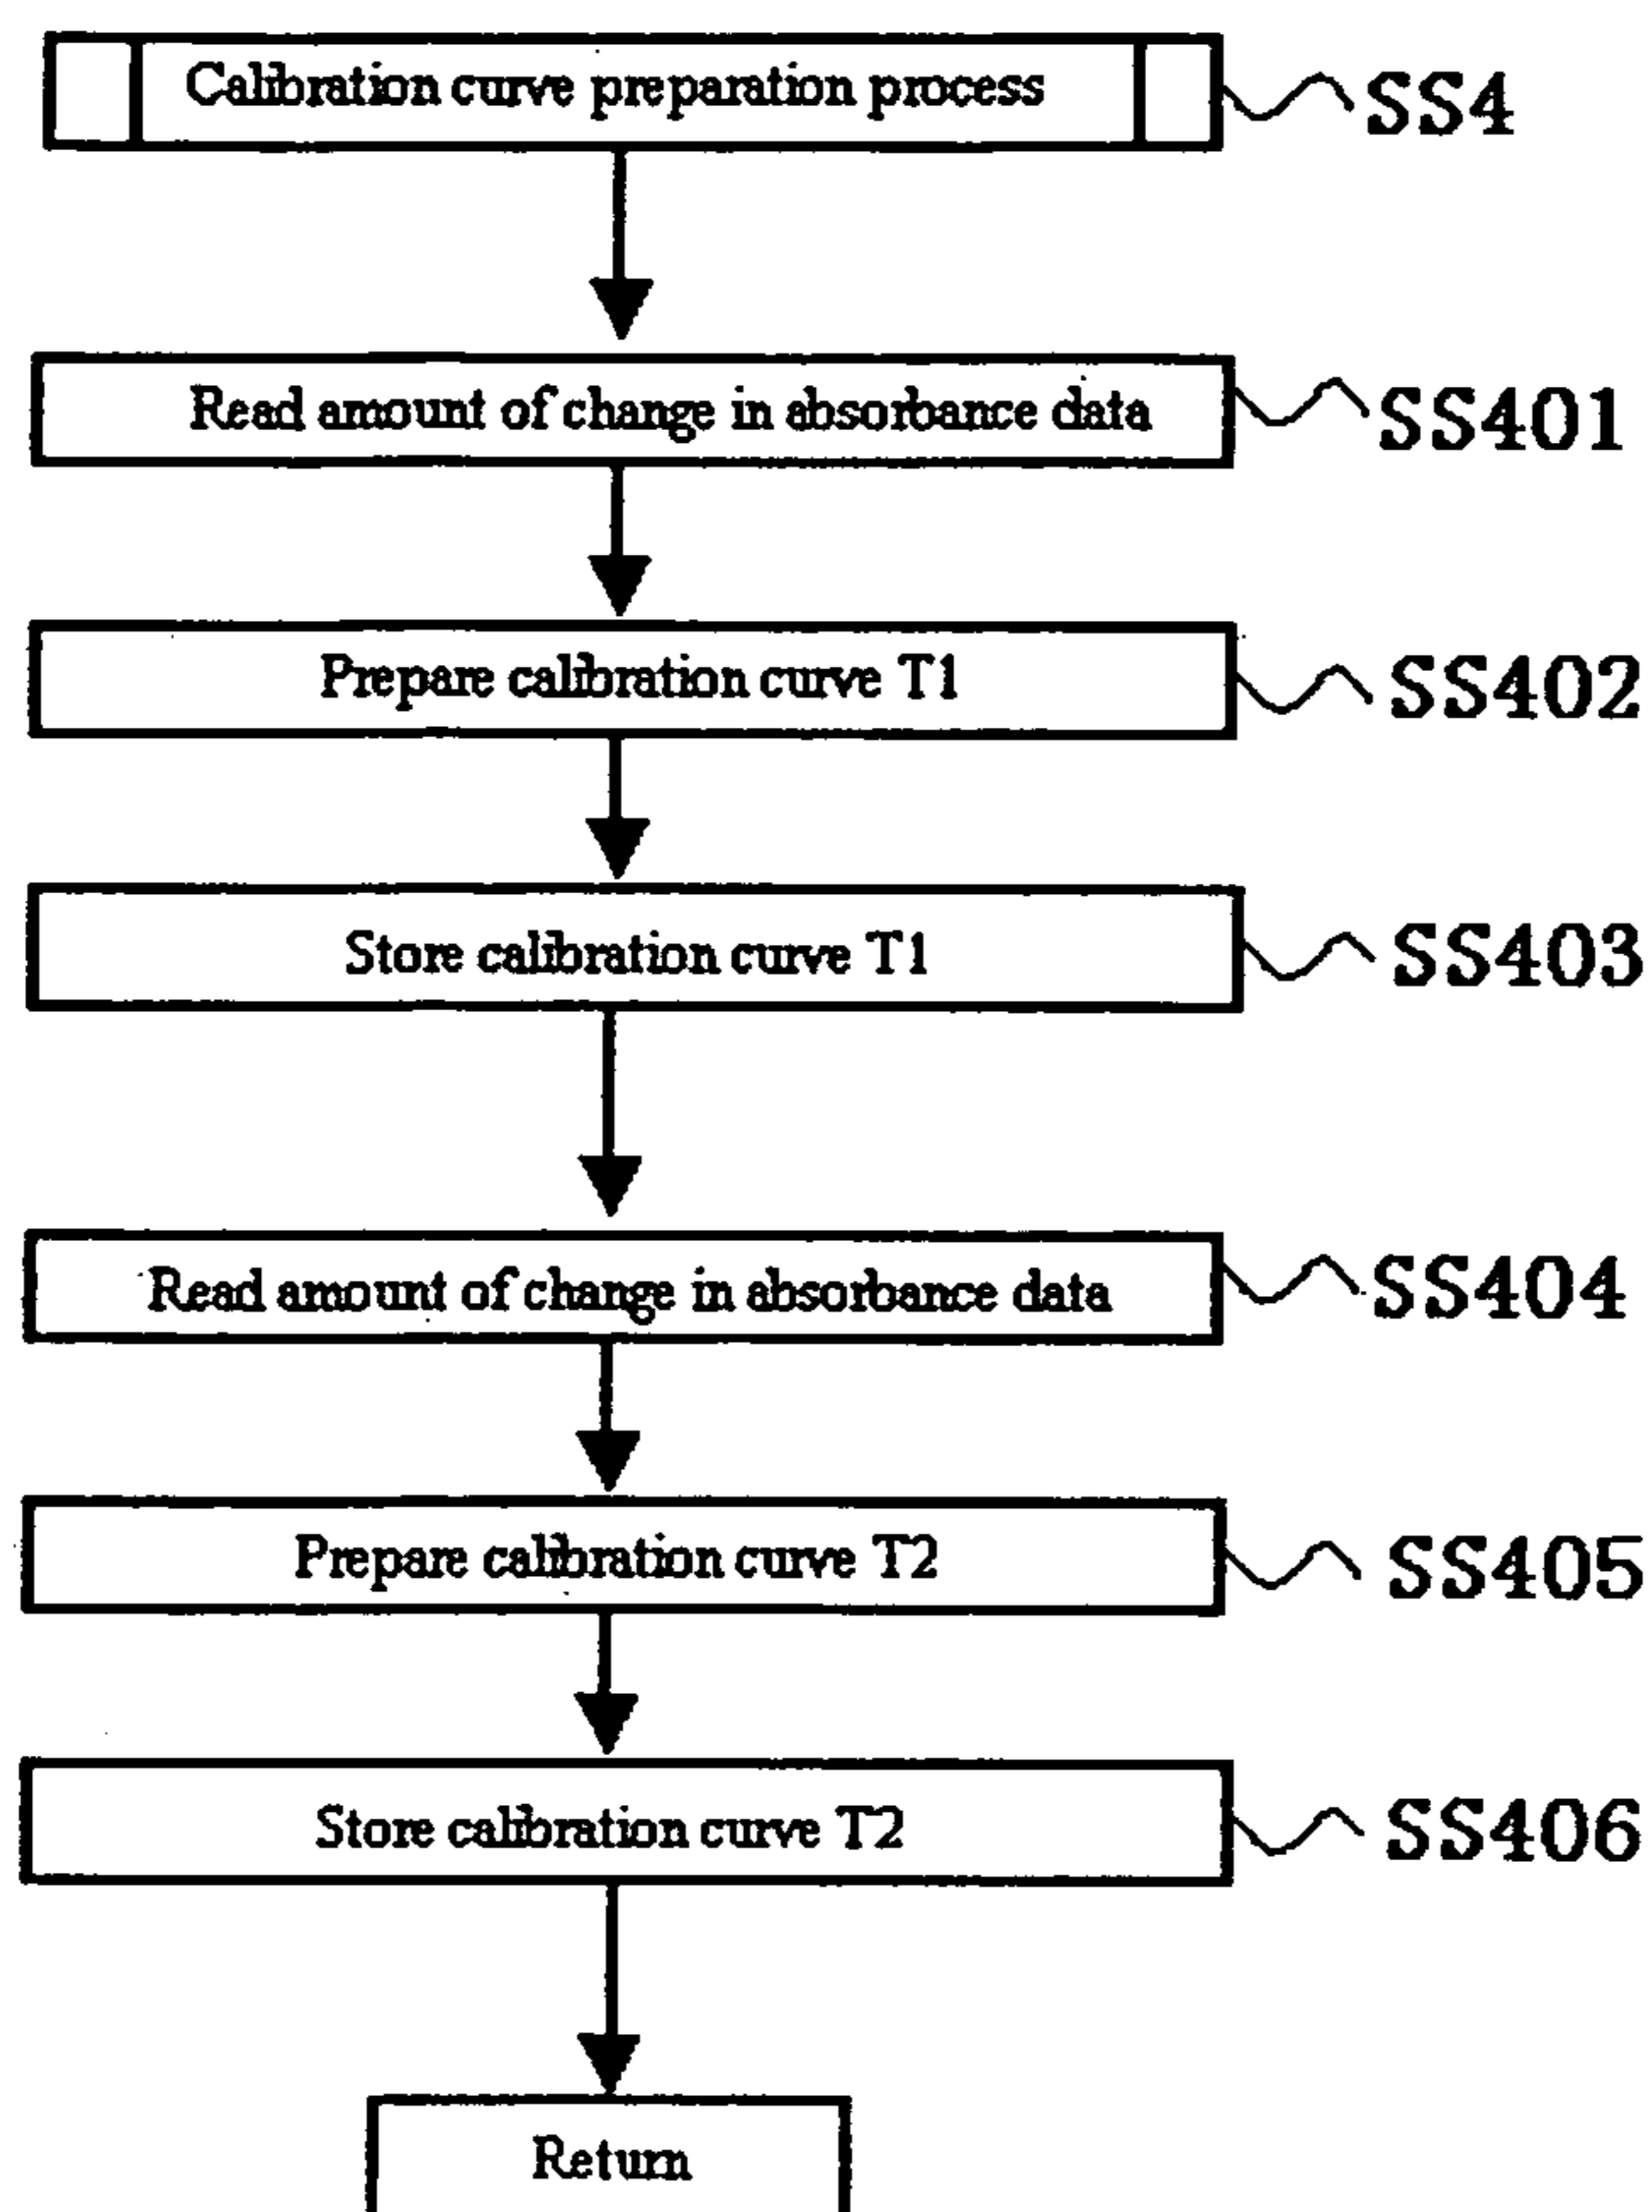 Calibration curve preparation process SS4
Read amount of change in absorbance data SS401
Prepare calibration curve T1 SS402
Store calibration curve T1 SS403
Read amount of change in absorbance data SS404
Prepare calibration curve T2 SS405
Store calibration curve T2 SS406
Return